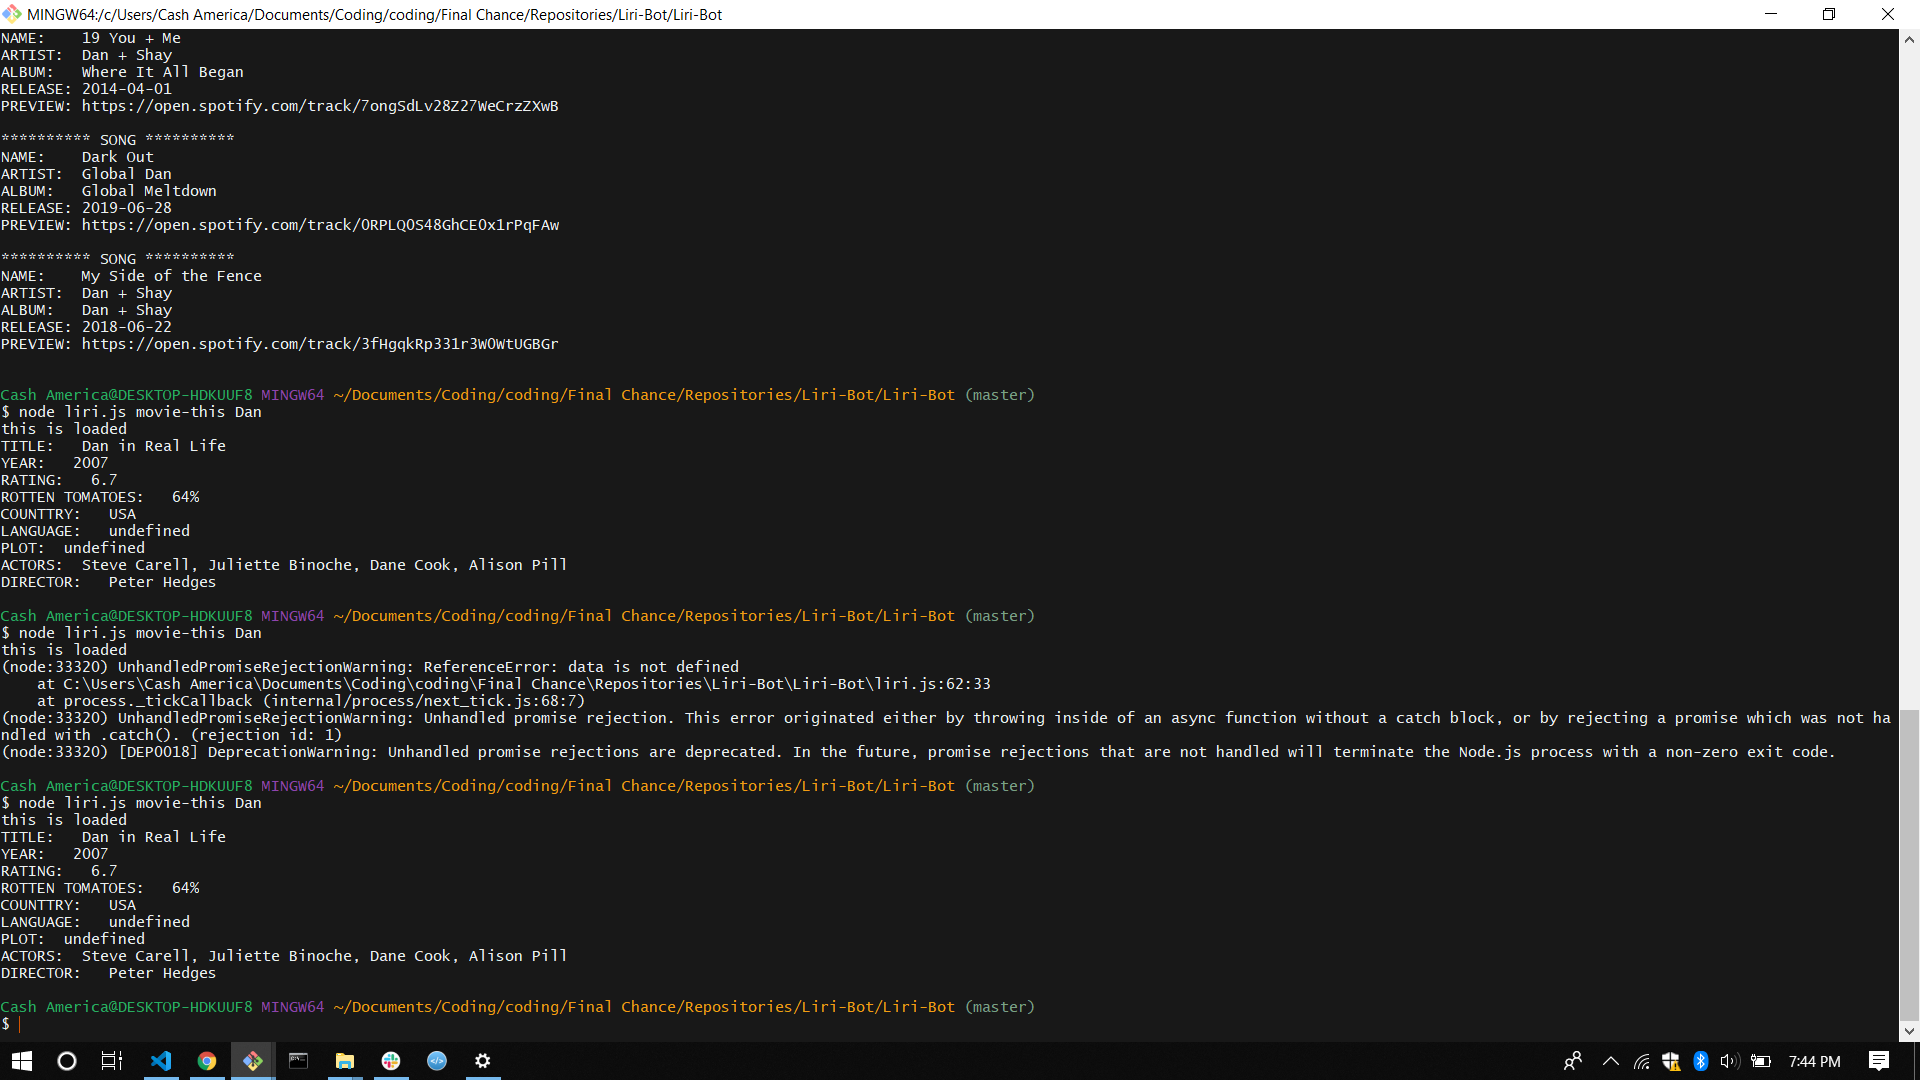 MINGW64:/c/Users/Cash America/Documents/Coding/coding/Final Chance/Repositories/Liri-Bot/Liri-Bot
NAME:    19 You + Me
ARTIST:  Dan + Shay
ALBUM:   Where It All Began
RELEASE: 2014-04-01
PREVIEW: https://open.spotify.com/track/7ongSdLv28Z27WeCrzZXwB
********** SONG **********
NAME:    Dark Out
ARTIST:  Global Dan
ALBUM:   Global Meltdown
RELEASE: 2019-06-28
PREVIEW: https://open.spotify.com/track/0RPLQ0S48GhCE0x1rPqFAw
********** SONG **********
NAME:    My Side of the Fence
ARTIST:  Dan + Shay
ALBUM:   Dan + Shay
RELEASE: 2018-06-22
PREVIEW: https://open.spotify.com/track/3fHgqkRp331r3W0WtUGBGr
Cash America@DESKTOP-HDKUUF8 MINGW64 ~/Documents/Coding/coding/Final Chance/Repositories/Liri-Bot/Liri-Bot (master)
$ node liri.js movie-this Dan
this is loaded
TITLE:   Dan in Real Life
YEAR:   2007
RATING:   6.7
ROTTEN TOMATOES:   64%
COUNTTRY:   USA
LANGUAGE:   undefined
PLOT:  undefined
ACTORS:  Steve Carell, Juliette Binoche, Dane Cook, Alison Pill
DIRECTOR:   Peter Hedges
Cash America@DESKTOP-HDKUUF8 MINGW64 ~/Documents/Coding/coding/Final Chance/Repositories/Liri-Bot/Liri-Bot (master)
$ node liri.js movie-this Dan
this is loaded
(node:33320) UnhandledPromiseRejectionWarning: ReferenceError: data is not defined
    at C:\Users\Cash America\Documents\Coding\coding\Final Chance\Repositories\Liri-Bot\Liri-Bot\liri.js:62:33
    at process._tickCallback (internal/process/next_tick.js:68:7)
(node:33320) UnhandledPromiseRejectionWarning: Unhandled promise rejection. This error originated either by throwing inside of an async function without a catch block, or by rejecting a promise which was not ha
ndled with .catch(). (rejection id: 1)
(node:33320) [DEP0018] DeprecationWarning: Unhandled promise rejections are deprecated. In the future, promise rejections that are not handled will terminate the Node.js process with a non-zero exit code.
Cash America@DESKTOP-HDKUUF8 MINGW64 ~/Documents/Coding/coding/Final Chance/Repositories/Liri-Bot/Liri-Bot (master)
$ node liri.js movie-this Dan
this is loaded
TITLE:   Dan in Real Life
YEAR:   2007
RATING:   6.7
ROTTEN TOMATOES:   64%
COUNTTRY:   USA
LANGUAGE:   undefined
PLOT:  undefined
ACTORS:  Steve Carell, Juliette Binoche, Dane Cook, Alison Pill
DIRECTOR:   Peter Hedges
Cash America@DESKTOP-HDKUUF8 MINGW64 ~/Documents/Coding/coding/Final Chance/Repositories/Liri-Bot/Liri-Bot (master)
$
7:44 PM